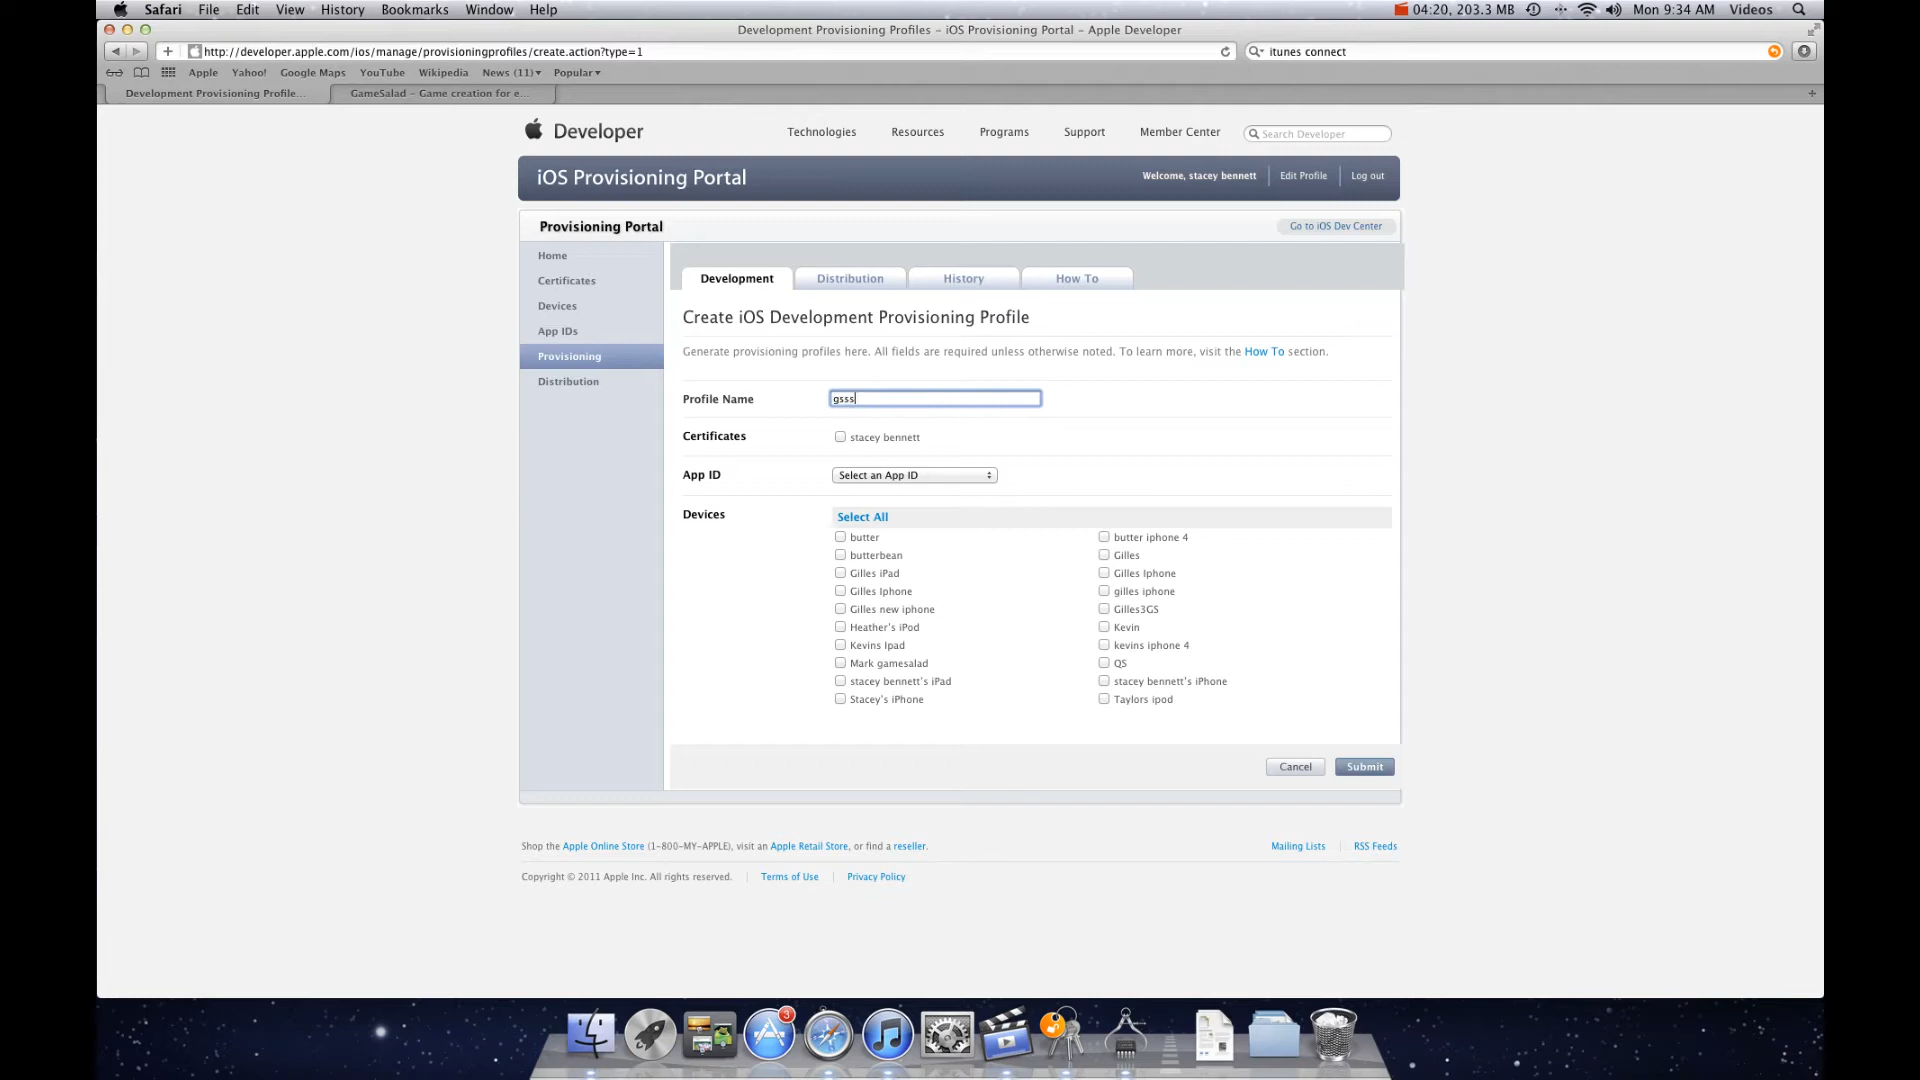 Safari File Edit View History Bookmarks Window Help 04:20, 203.3 MB Mon 9:34 AM Videos
Development Provisioning Profiles - iOS Provisioning Portal - Apple Developer
http://developer.apple.com/ios/manage/provisioningprofiles/create.action?type=1 itunes connect
Apple Yahoo! Google Maps YouTube Wikipedia News (11) Popular
Development Provisioning Profile... GameSalad - Game creation for e...
Developer Technologies Resources Programs Support Member Center Search Developer
iOS Provisioning Portal Welcome, stacey bennett Edit Profile Log out
Provisioning Portal Go to iOS Dev Center
Home
Certificates
Devices
App IDs
Provisioning
Distribution
Development Distribution History How To
Create iOS Development Provisioning Profile
Generate provisioning profiles here. All fields are required unless otherwise noted. To learn more, visit the How To section.
Profile Name gsss
Certificates stacey bennett
App ID Select an App ID
Devices Select All
butter butter iphone 4
butterbean Gilles
Gilles iPad Gilles Iphone
Gilles Iphone gilles iphone
Gilles new iphone Gilles3GS
Heather's iPod Kevin
Kevins Ipad kevins iphone 4
Mark gamesalad QS
stacey bennett's iPad stacey bennett's iPhone
Stacey's iPhone Taylors ipod
Cancel Submit
Shop the Apple Online Store (1-800-MY-APPLE), visit an Apple Retail Store, or find a reseller. Mailing Lists RSS Feeds
Copyright © 2011 Apple Inc. All rights reserved. Terms of Use Privacy Policy
3